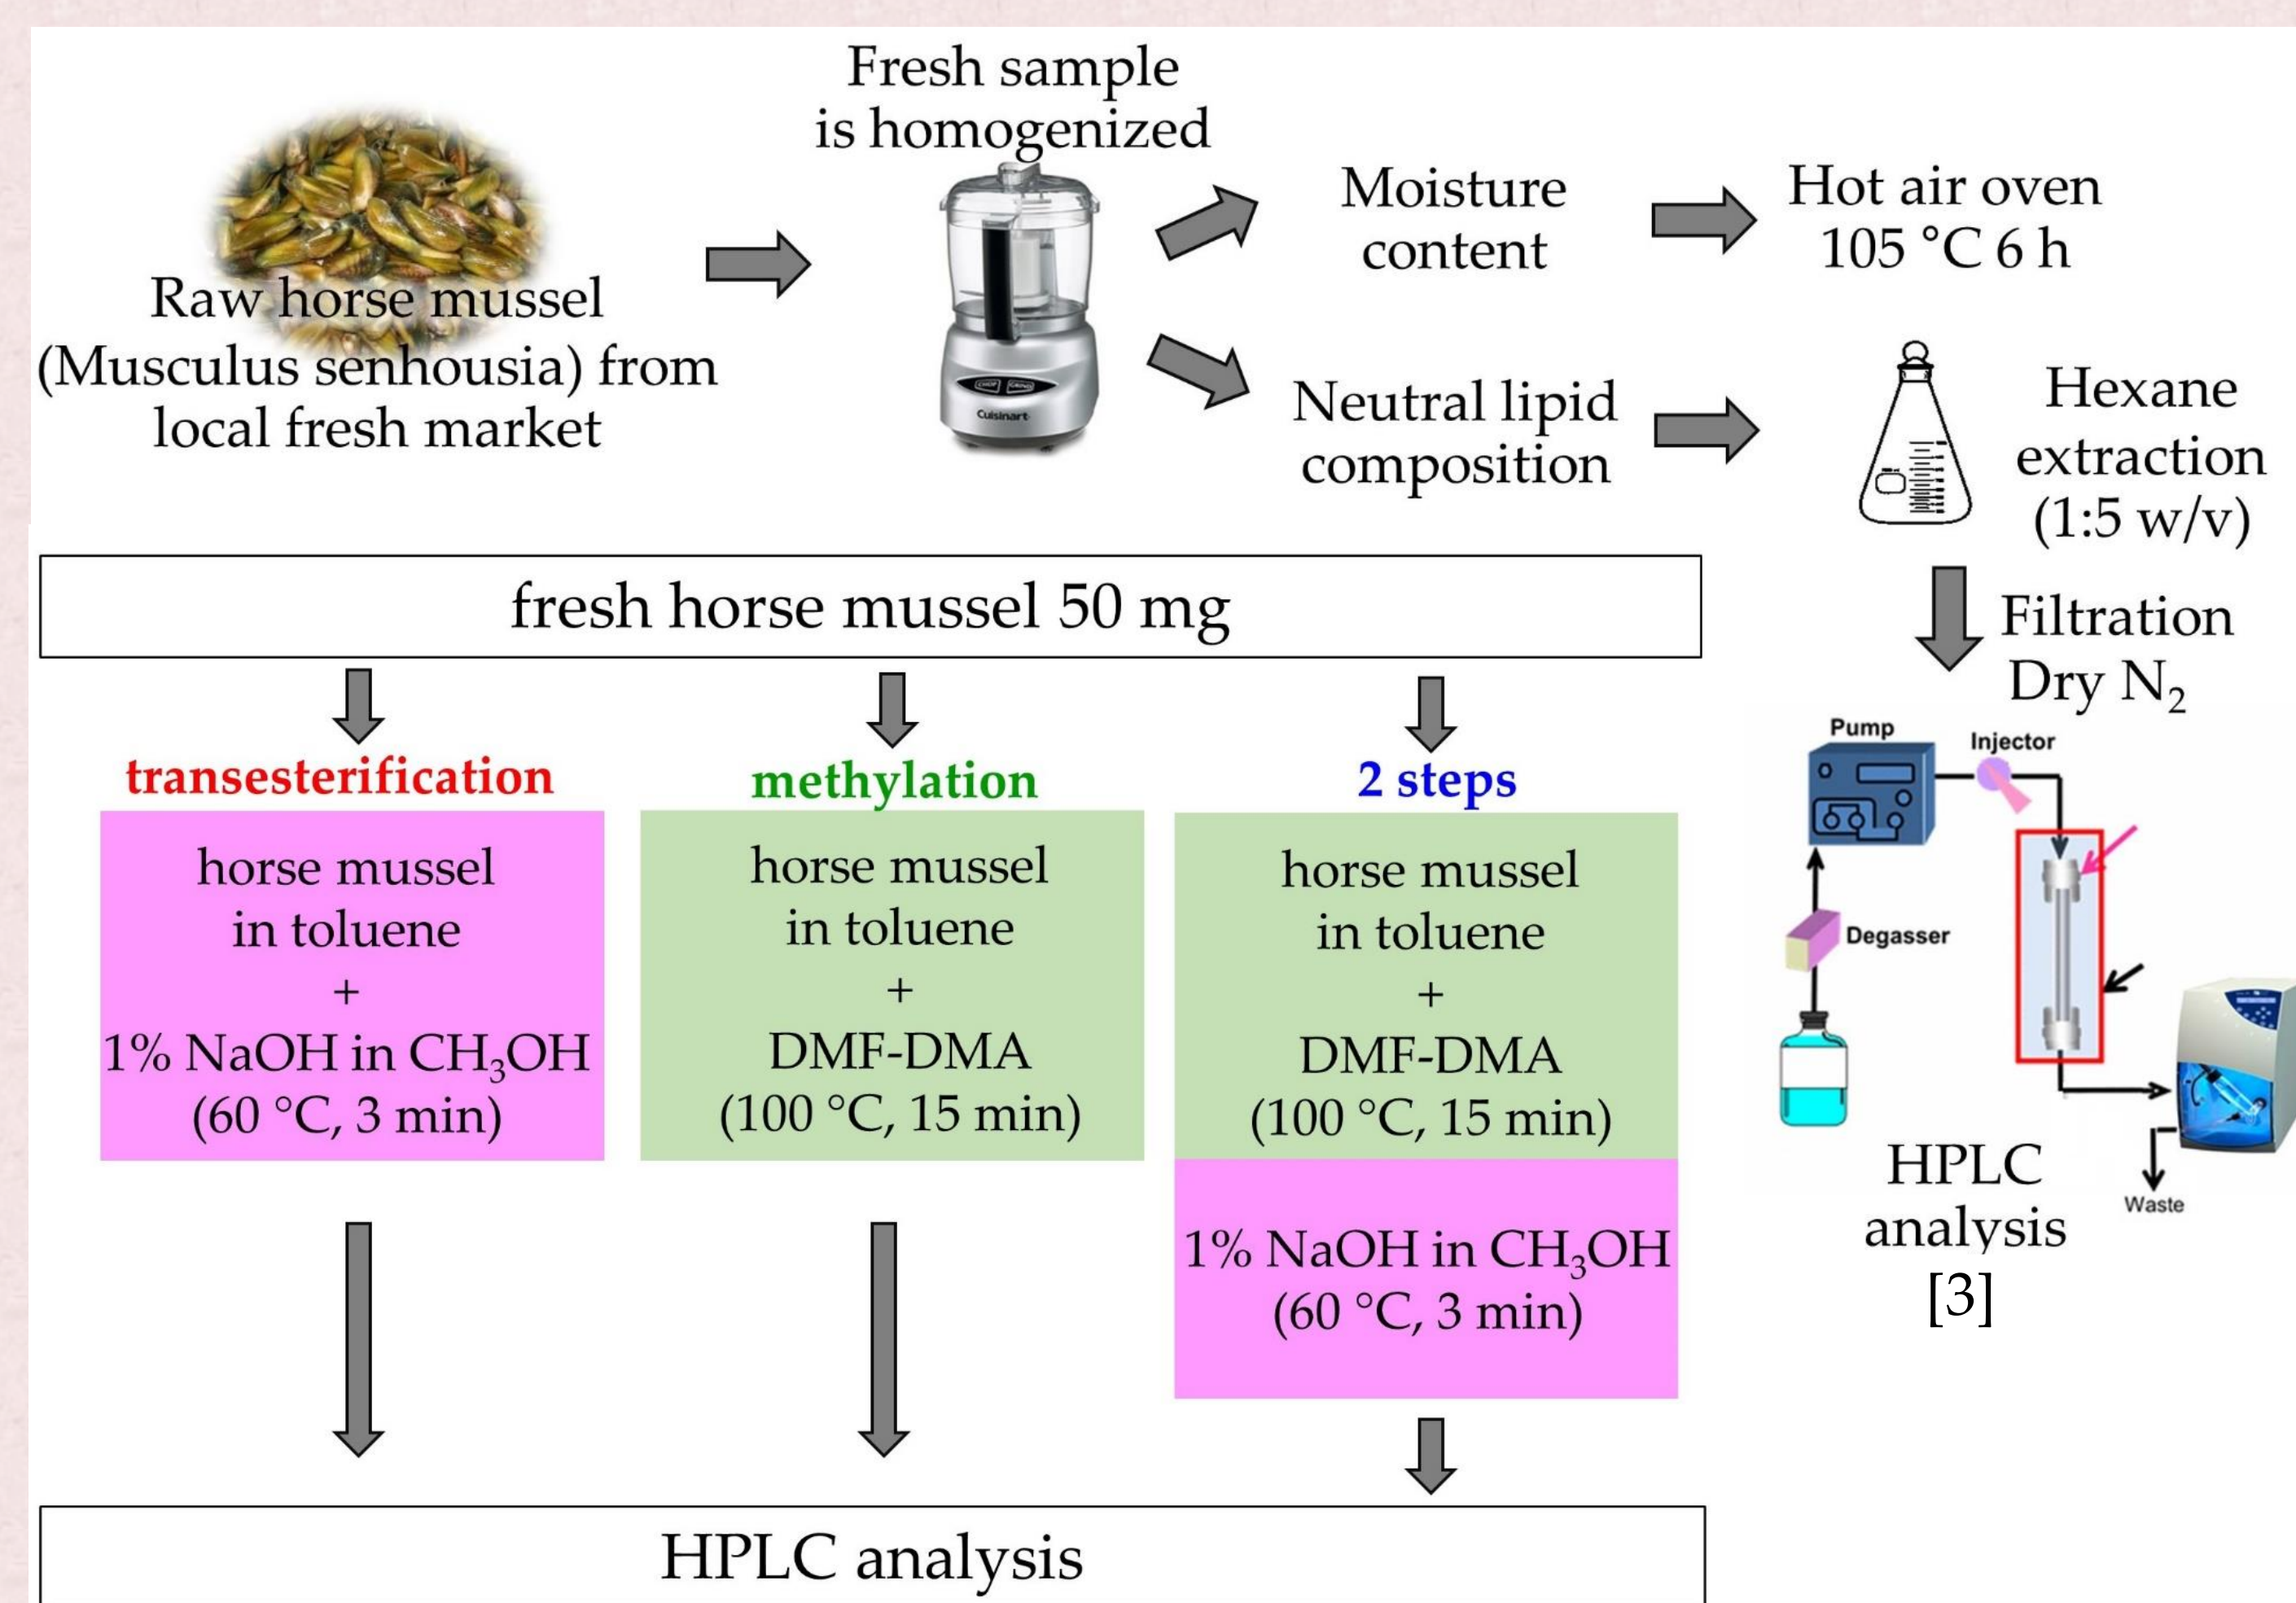 Fresh sample
is homogenized
Raw horse mussel
(Musculus senhousia) from
local fresh market
CHOP GRIND
Cuisinart
Moisture
content
Hot air oven
105 °C 6 h
Neutral lipid
composition
Hexane
extraction
(1:5 w/v)
Filtration
Dry N₂
Pump
Injector
Degasser
Waste
HPLC
analysis
[3]
fresh horse mussel 50 mg
transesterification
horse mussel
in toluene
+
1% NaOH in CH₃OH
(60 °C, 3 min)
methylation
horse mussel
in toluene
+
DMF-DMA
(100 °C, 15 min)
2 steps
horse mussel
in toluene
+
DMF-DMA
(100 °C, 15 min)
1% NaOH in CH₃OH
(60 °C, 3 min)
HPLC analysis